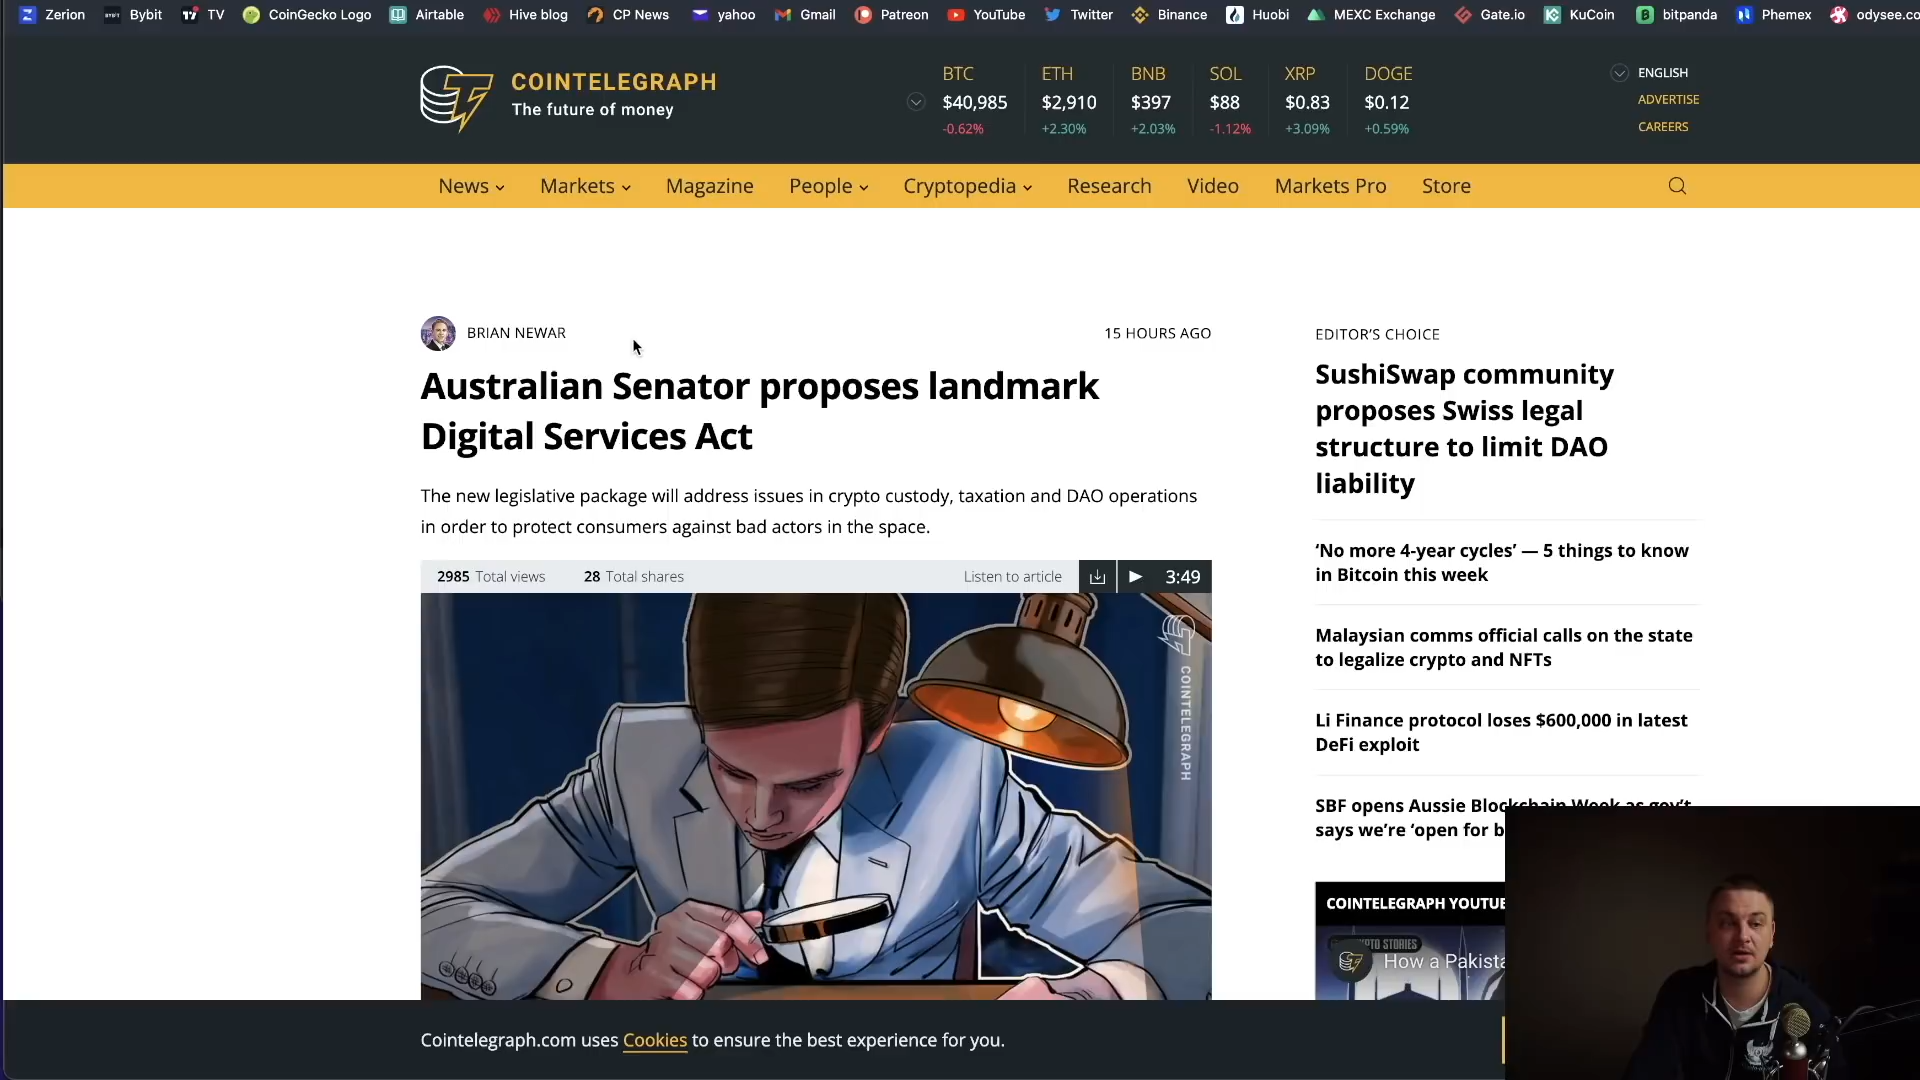 Zerion Bybit TV CoinGecko Logo Airtable Hive blog CP News yahoo Gmail Patreon YouTube Twitter Binance Huobi MEXC Exchange Gate.io KuCoin bitpanda Phemex odysee.co
COINTELEGRAPH
The future of money
BTC ETH BNB SOL XRP DOGE
$40,985 $2,910 $397 $88 $0.83 $0.12
-0.62% +2.30% +2.03% -1.12% +3.09% +0.59%
ENGLISH
ADVERTISE
CAREERS
News Markets Magazine People Cryptopedia Research Video Markets Pro Store
BRIAN NEWAR
15 HOURS AGO
Australian Senator proposes landmark
Digital Services Act
The new legislative package will address issues in crypto custody, taxation and DAO operations
in order to protect consumers against bad actors in the space.
2985 Total views 28 Total shares Listen to article 3:49
COINTELEGRAPH
EDITOR'S CHOICE
SushiSwap community
proposes Swiss legal
structure to limit DAO
liability
‘No more 4-year cycles’ — 5 things to know
in Bitcoin this week
Malaysian comms official calls on the state
to legalize crypto and NFTs
Li Finance protocol loses $600,000 in latest
DeFi exploit
SBF opens Aussie Blockchain Week as gov't
says we're ‘open for b
COINTELEGRAPH YOUTUBE
CRYPTO STORIES
How a Pakista
Cointelegraph.com uses Cookies to ensure the best experience for you.